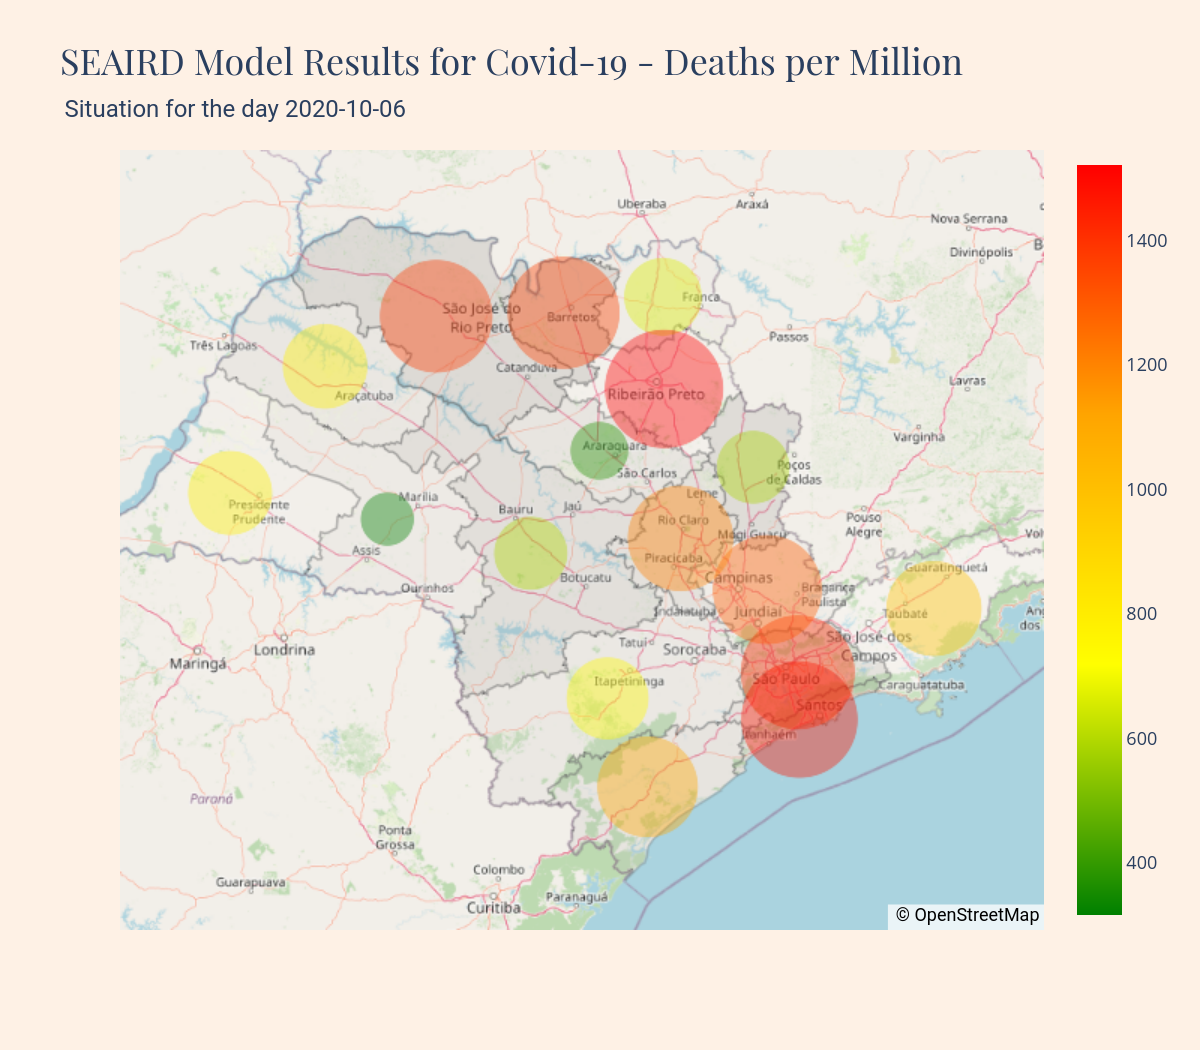 SEAIRD Model Results for Covid-19 - Deaths per Million
Situation for the day 2020-10-06
Uberaba
Araxá
Nova Serrana
Divinópolis
B
Franca
São José do
Rio Preto
Barretos
Passos
Três Lagoas
Catanduva
Lavras
Araçatuba
Ribeirão Preto
Varginha
Araraquara
São Carlos
Poços
de Caldas
Presidente
Prudente
Marília
Bauru
Jaú
Leme
Rio Claro
Mogi Guaçu
Pouso
Alegre
Vol
Assis
Piracicaba
Guaratinguetá
Ourinhos
Botucatu
Campinas
Bragança
Paulista
Indaiatuba
Jundiaí
Taubaté
An
dos
Londrina
Maringá
Tatuí
Sorocaba
São José dos
Campos
Itapetininga
São Paulo
Caraguatatuba
Santos
Itanhaém
Paraná
Ponta
Grossa
Guarapuava
Colombo
Paranaguá
Curitiba
© OpenStreetMap
1400
1200
1000
800
600
400